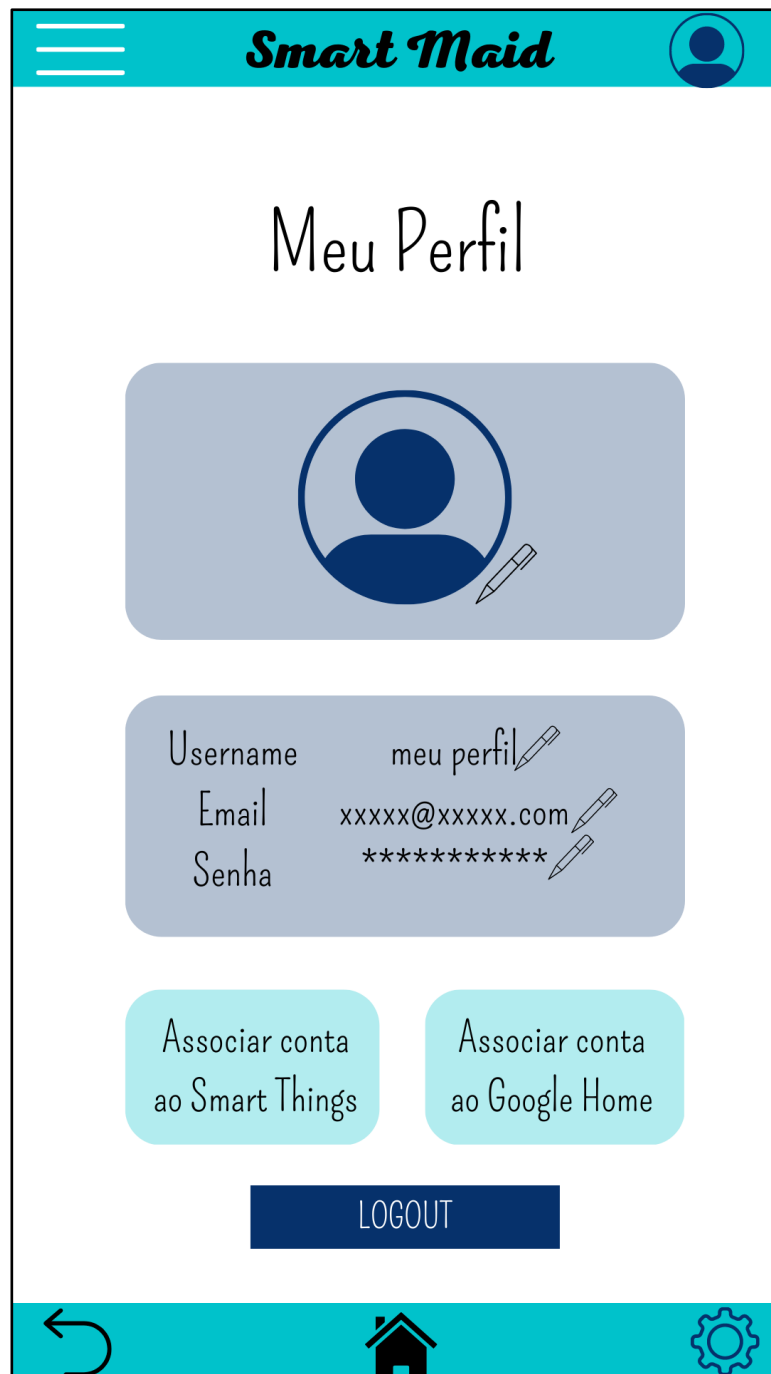 Smart Maid
Meu Perfil
Username meu perfil
Email xxxxx@xxxxx.com
Senha ***********
Associar conta
ao Smart Things
Associar conta
ao Google Home
LOGOUT